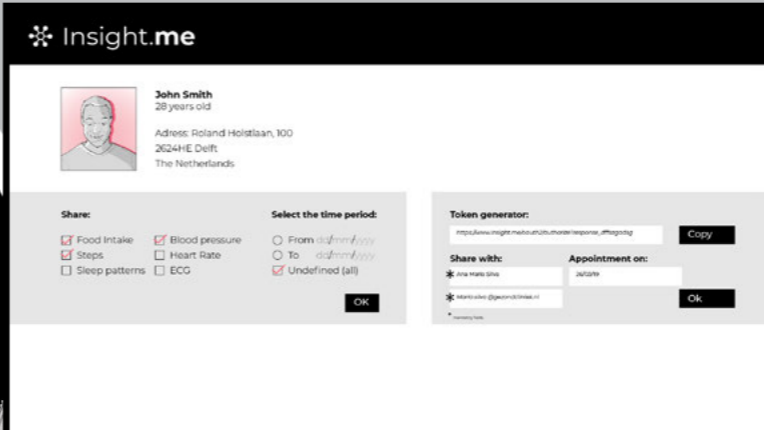 Insight.me
John Smith
28 years old
Adress: Roland Holstlaan, 100
2624HE Delft
The Netherlands
Share:
Food Intake
Blood pressure
Steps
Heart Rate
Sleep patterns
ECG
Select the time period:
From dd/mm/yyyy
To dd/mm/yyyy
Undefined (all)
OK
Token generator:
Copy
Share with:
Appointment on:
Ana Maria Silva
Ok